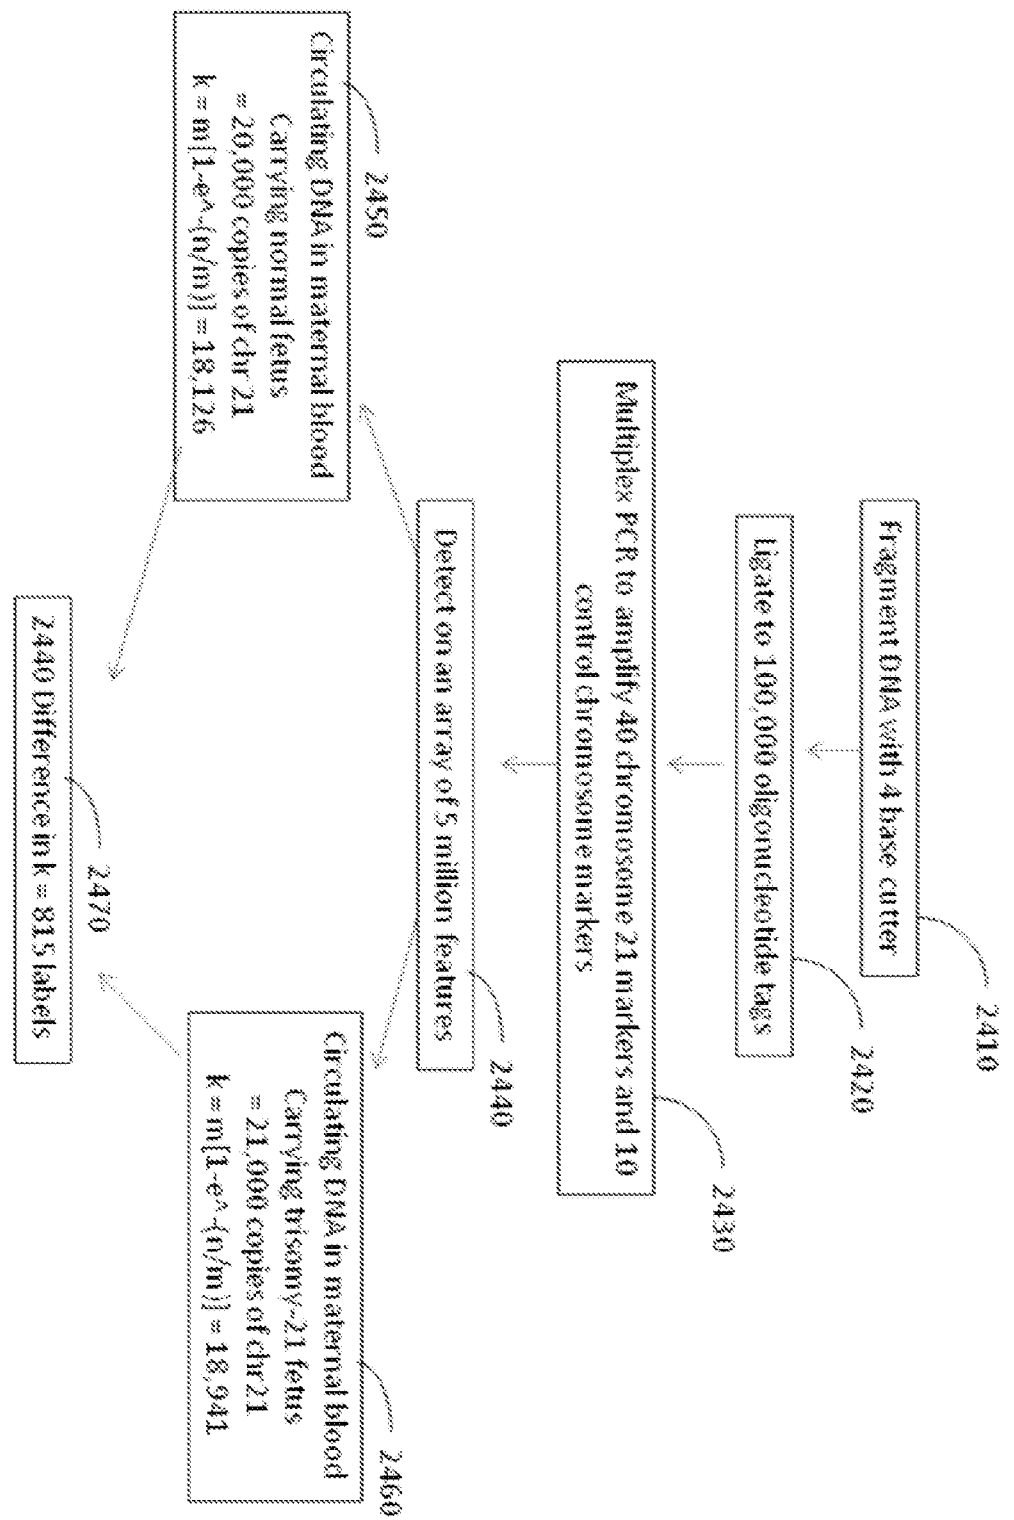 Fragment DNA with 4 base cutter
2410
Ligate to 100,000 oligonucleotide tags
2420
Multiplex PCR to amplify 40 chromosome 21 markers and 10
control chromosome markers
2430
Detect on an array of 5 million features
2440
Circulating DNA in maternal blood
Carrying normal fetus
= 20,000 copies of chr 21
k = m[1-e^-(n/m)] = 18,126
2450
Circulating DNA in maternal blood
Carrying trisomy-21 fetus
= 21,000 copies of chr21
k = m[1-e^-(n/m)] = 18,941
2460
2440 Difference in k = 815 labels
2470